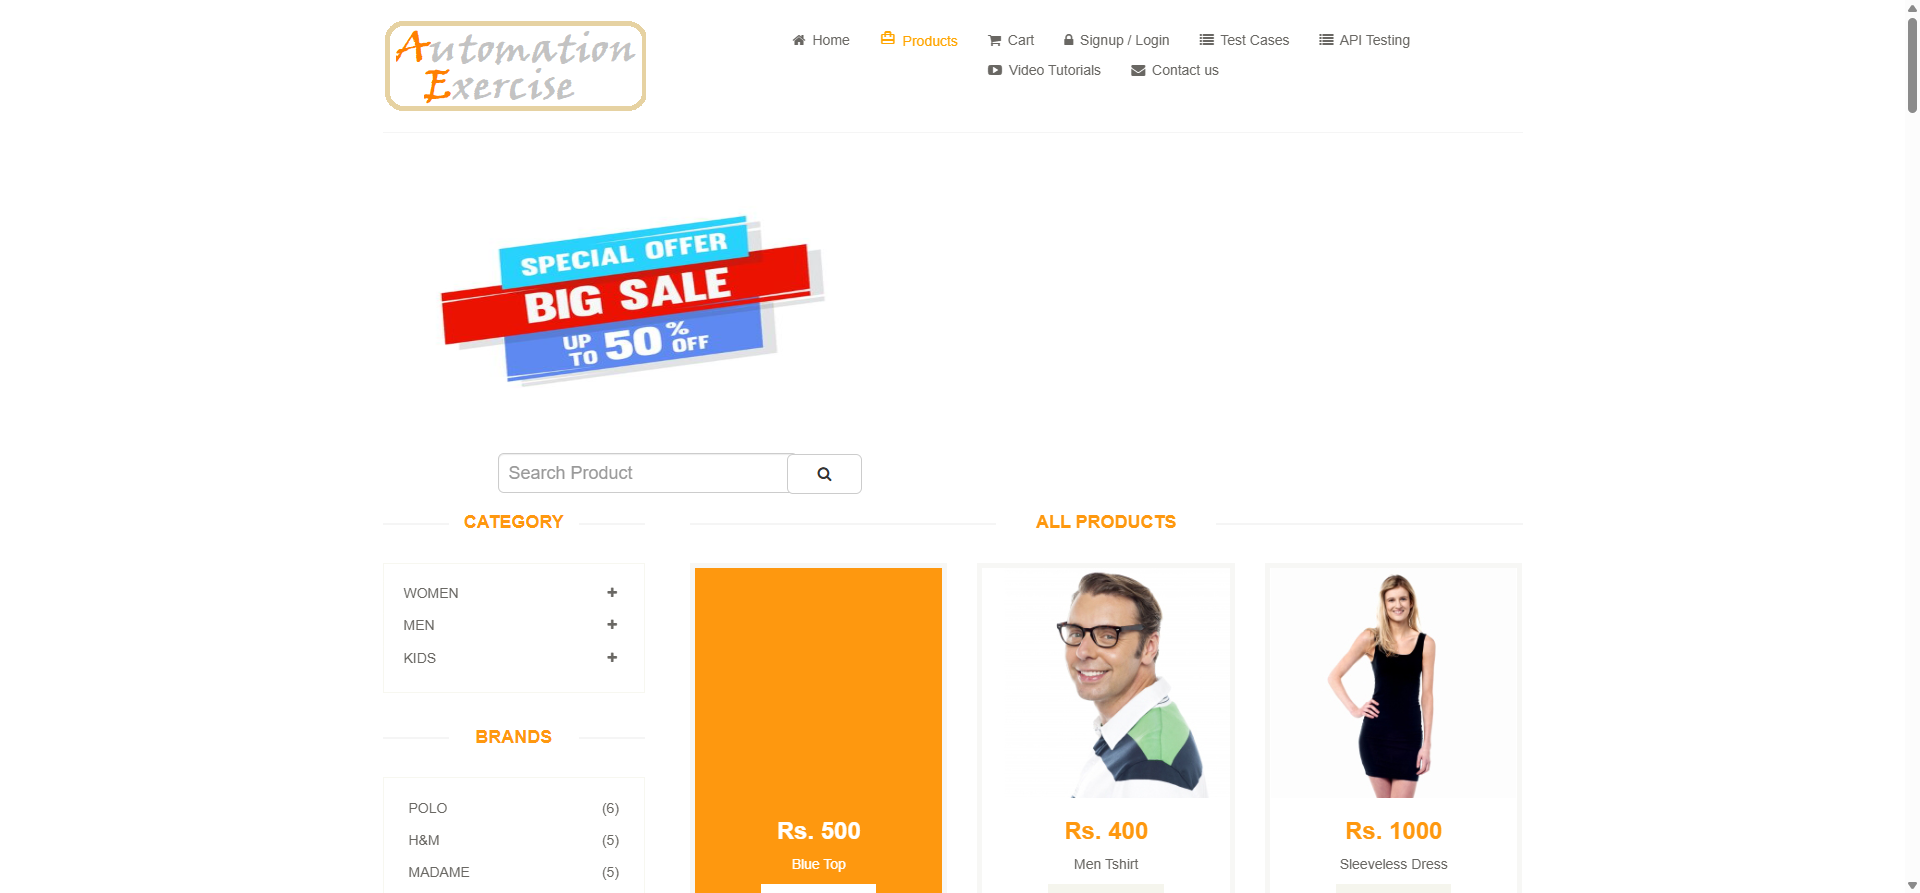 Automation
Exercise
Home
Products
Cart
Signup / Login
Test Cases
API Testing
Video Tutorials
Contact us
SPECIAL OFFER
BIG SALE
UP TO 50% OFF
Search Product
CATEGORY
WOMEN
MEN
KIDS
BRANDS
POLO (6)
H&M (5)
MADAME (5)
ALL PRODUCTS
Rs. 500
Blue Top
Rs. 400
Men Tshirt
Rs. 1000
Sleeveless Dress